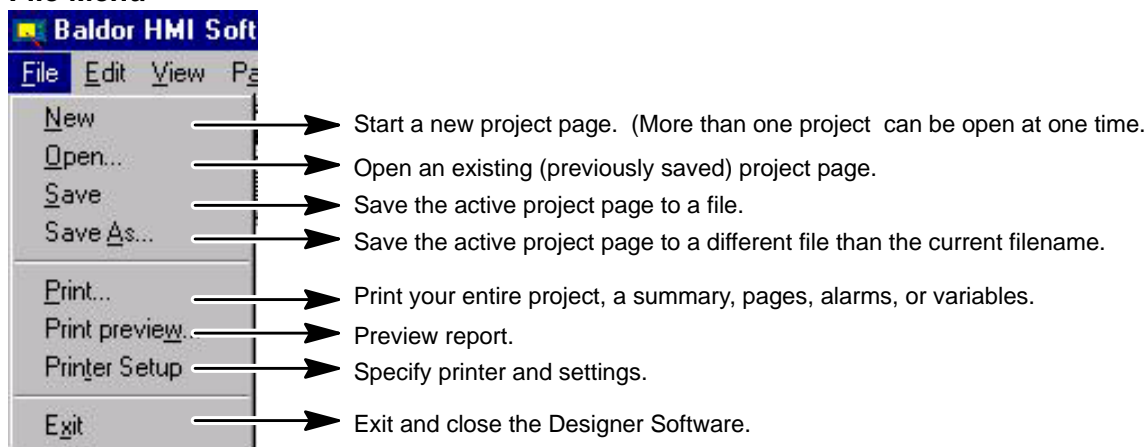 Baldor HMI Soft
File Edit View Pa
New Start a new project page. (More than one project can be open at one time.
Open... Open an existing (previously saved) project page.
Save Save the active project page to a file.
Save As... Save the active project page to a different file than the current filename.
Print... Print your entire project, a summary, pages, alarms, or variables.
Print preview... Preview report.
Printer Setup Specify printer and settings.
Exit Exit and close the Designer Software.